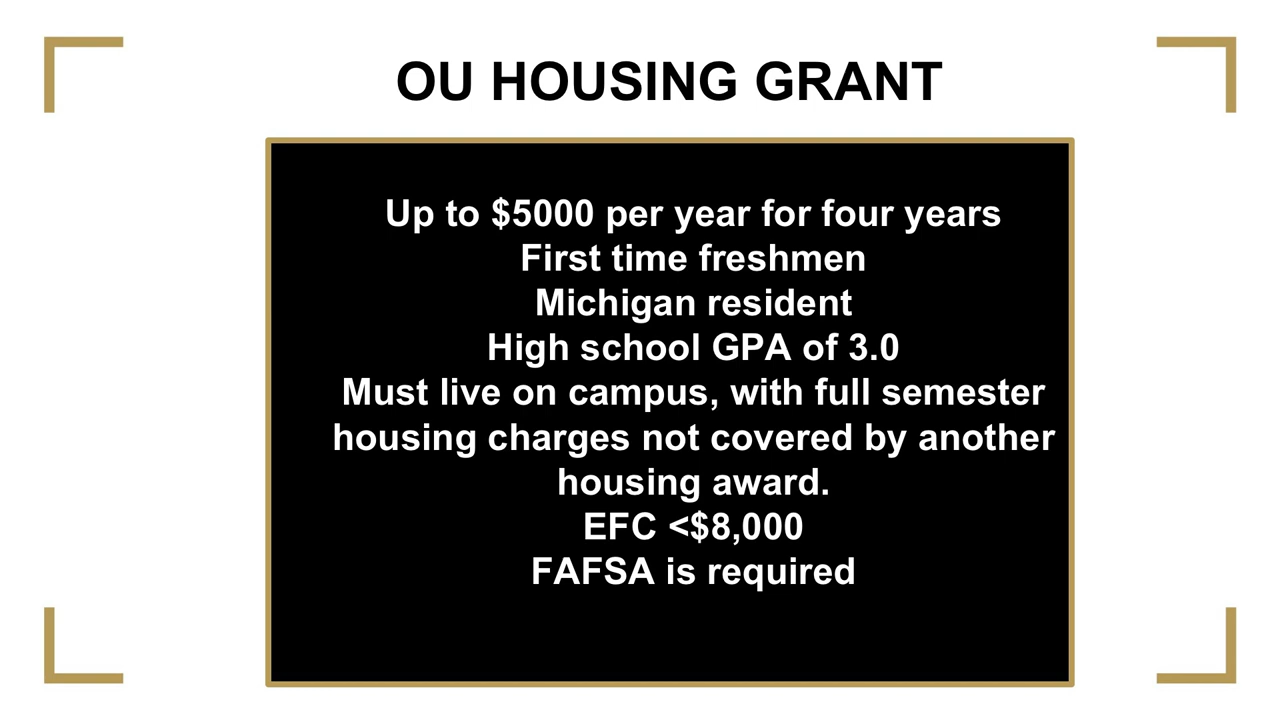 OU HOUSING GRANT
Up to $5000 per year for four years
First time freshmen
Michigan resident
High school GPA of 3.0
Must live on campus, with full semester
housing charges not covered by another
housing award.
EFC <$8,000
FAFSA is required